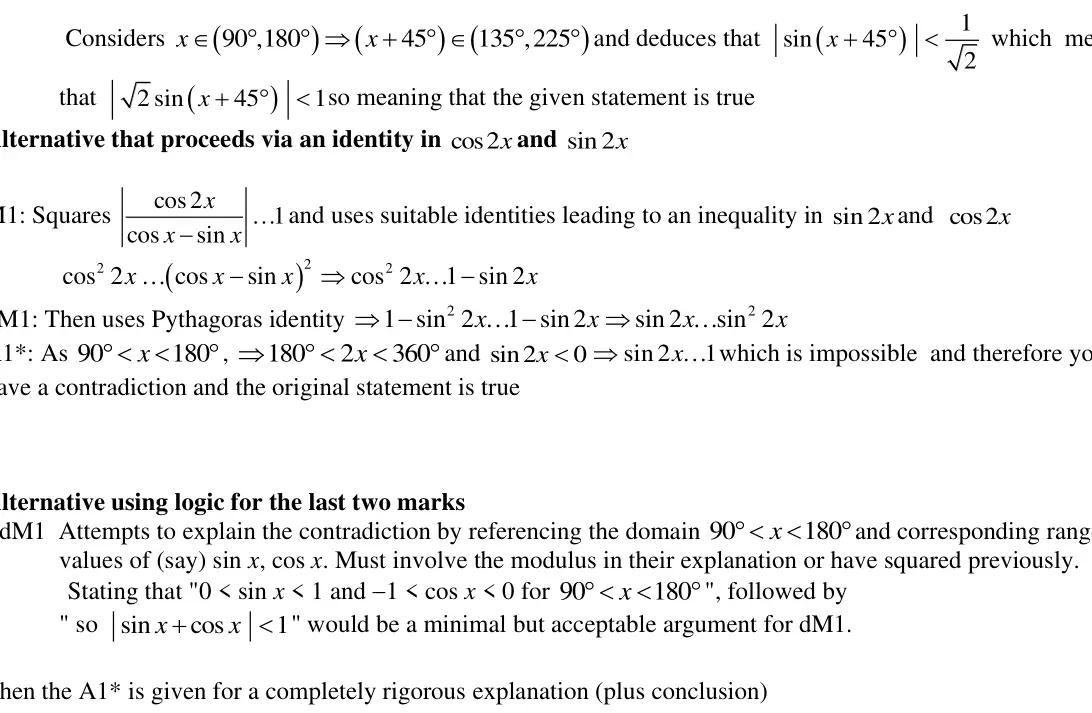 Considers x∈(90°,180°)⇒(x+45°)∈(135°,225°) and deduces that |sin(x+45°)| < 1/√2 which me
that |√2 sin(x+45°)| <1 so meaning that the given statement is true
lternative that proceeds via an identity in cos 2x and sin 2x
M1: Squares |cos 2x/(cos x − sin x)| …1 and uses suitable identities leading to an inequality in sin 2x and cos 2x
cos² 2x …(cos x − sin x)² ⇒ cos² 2x…1 − sin 2x
M1: Then uses Pythagoras identity ⇒1 − sin² 2x…1 − sin 2x ⇒ sin 2x…sin² 2x
1*: As 90° < x <180° , ⇒180° < 2x < 360° and sin 2x < 0 ⇒ sin 2x…1 which is impossible and therefore yo
ave a contradiction and the original statement is true
lternative using logic for the last two marks
dM1 Attempts to explain the contradiction by referencing the domain 90° < x <180° and corresponding rang
values of (say) sin x, cos x. Must involve the modulus in their explanation or have squared previously.
Stating that "0 < sin x < 1 and −1 < cos x < 0 for 90° < x <180° ", followed by
" so |sin x + cos x| <1" would be a minimal but acceptable argument for dM1.
hen the A1* is given for a completely rigorous explanation (plus conclusion)